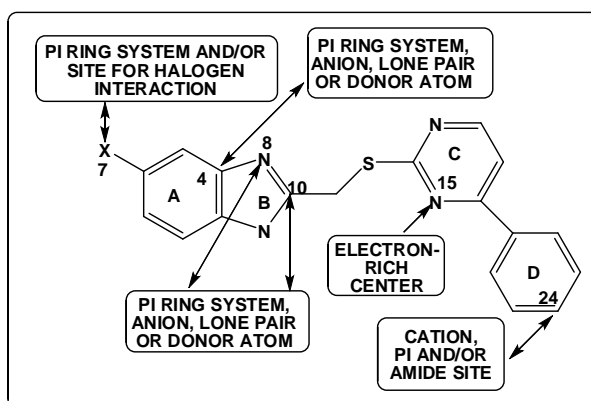 PI RING SYSTEM AND/OR
SITE FOR HALOGEN
INTERACTION
PI RING SYSTEM,
ANION, LONE PAIR
OR DONOR ATOM
X
7
A
4
N
8
B
10
N
S
N
C
15
N
D
24
ELECTRON-
RICH
CENTER
PI RING SYSTEM,
ANION, LONE PAIR
OR DONOR ATOM
CATION,
PI AND/OR
AMIDE SITE